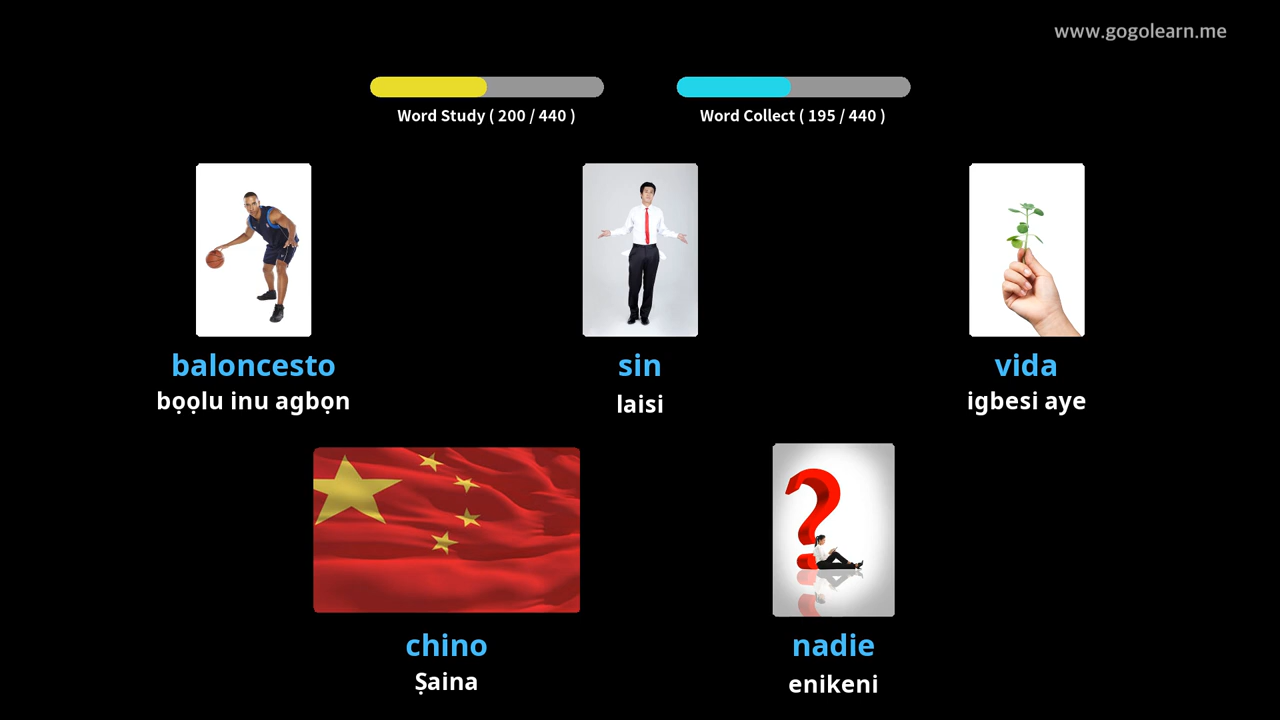 www.gogolearn.me
Word Study ( 200 / 440 )
Word Collect ( 195 / 440 )
baloncesto
bọọlu inu agbọn
sin
laisi
vida
igbesi aye
chino
Ṣaina
nadie
enikeni